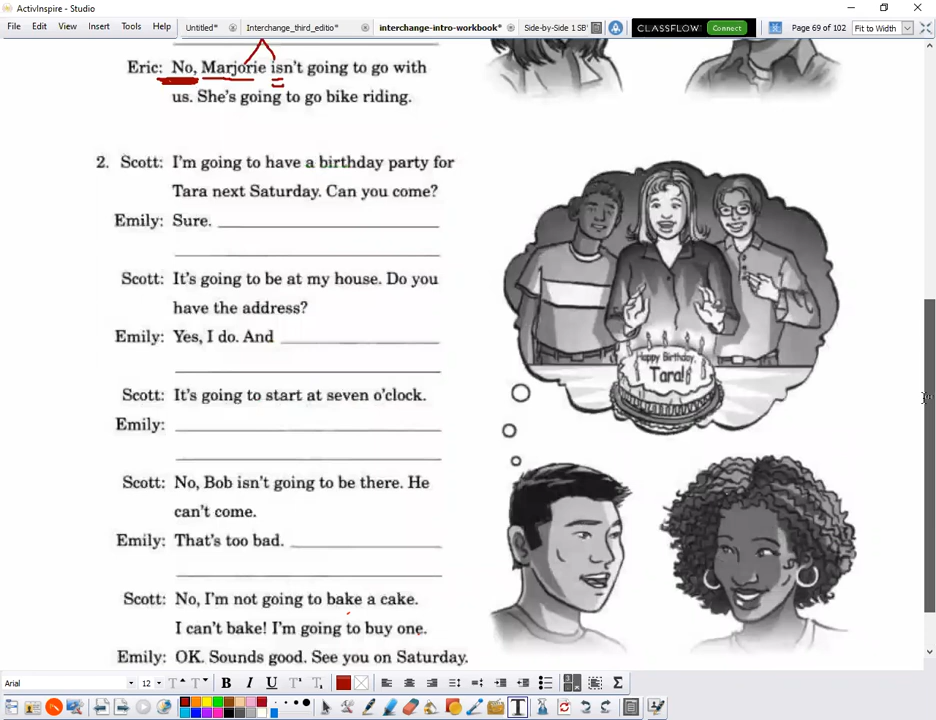 ActivInspire - Studio
File Edit View Insert Tools Help Untitled* Interchange_third_editio* interchange-intro-workbook* Side-by-Side 1 SB' CLASSFLOW Connect Page 69 of 102 Fit to Width
Eric: No, Marjorie isn't going to go with
us. She's going to go bike riding.
2. Scott: I'm going to have a birthday party for
Tara next Saturday. Can you come?
Emily: Sure.
Scott: It's going to be at my house. Do you
have the address?
Emily: Yes, I do. And
Scott: It's going to start at seven o'clock.
Emily:
Scott: No, Bob isn't going to be there. He
can't come.
Emily: That's too bad.
Scott: No, I'm not going to bake a cake.
I can't bake! I'm going to buy one.
Emily: OK. Sounds good. See you on Saturday.
Happy Birthday,
Tara!
Arial 12 B I U